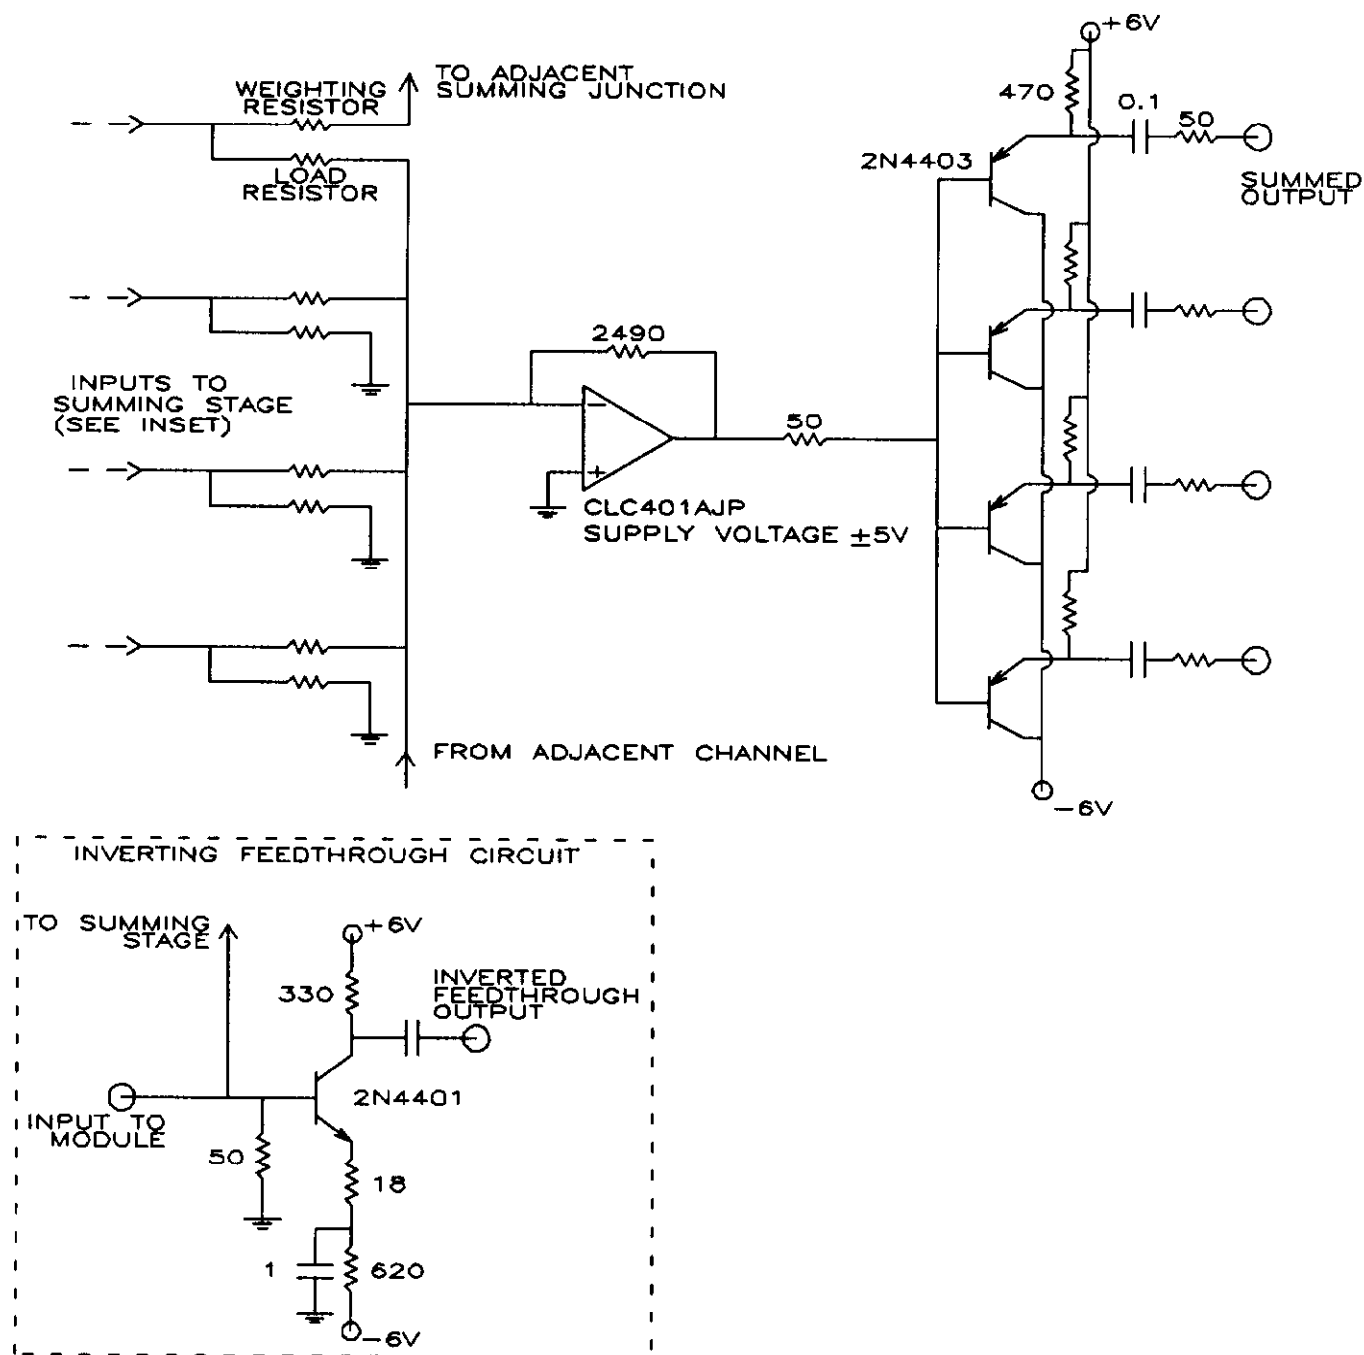 +6V
TO ADJACENT
SUMMING JUNCTION
WEIGHTING
RESISTOR
470
0.1
50
2N4403
LOAD
RESISTOR
SUMMED
OUTPUT
2490
INPUTS TO
SUMMING STAGE
(SEE INSET)
50
−
+
CLC401AJP
SUPPLY VOLTAGE ±5V
FROM ADJACENT CHANNEL
−6V
INVERTING FEEDTHROUGH CIRCUIT
TO SUMMING
STAGE
+6V
330
INVERTED
FEEDTHROUGH
OUTPUT
2N4401
INPUT TO
MODULE
50
18
1
620
−6V